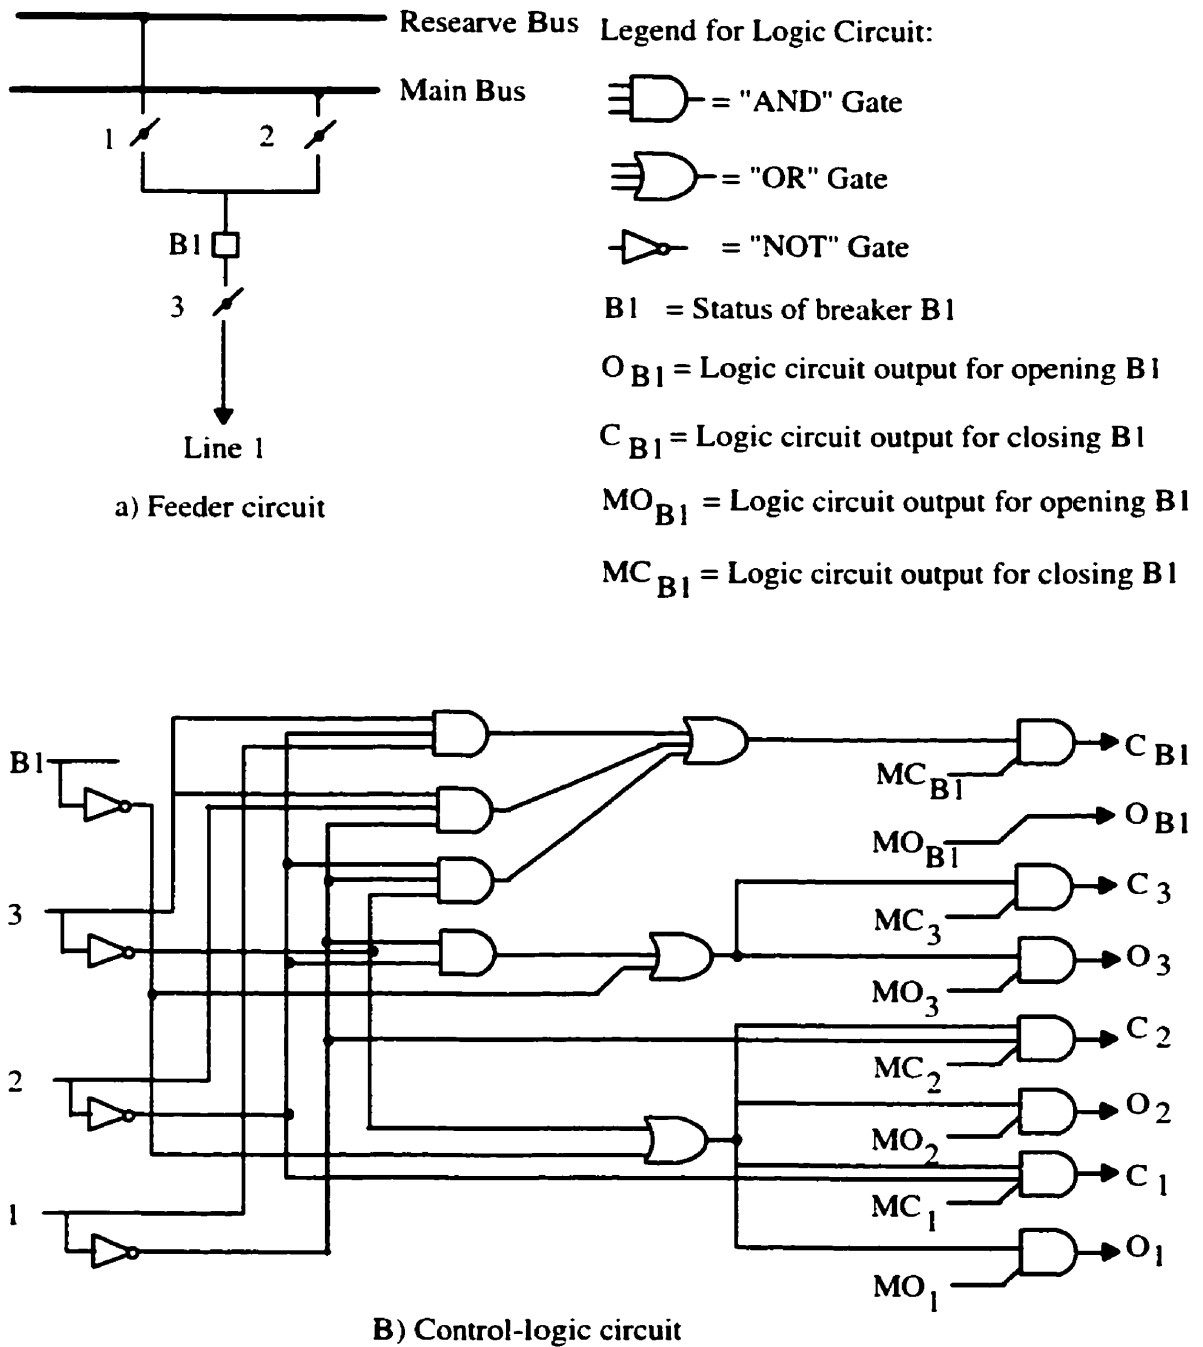 Researve Bus
Main Bus
1
2
B1
3
Line 1
a) Feeder circuit
Legend for Logic Circuit:
= "AND" Gate
= "OR" Gate
= "NOT" Gate
B1 = Status of breaker B1
O B1 = Logic circuit output for opening B1
C B1 = Logic circuit output for closing B1
MO B1 = Logic circuit output for opening B1
MC B1 = Logic circuit output for closing B1
B1
3
2
1
MC B1
C B1
MO B1
O B1
MC 3
C 3
MO 3
O 3
MC 2
C 2
MO 2
O 2
MC 1
C 1
MO 1
O 1
B) Control-logic circuit